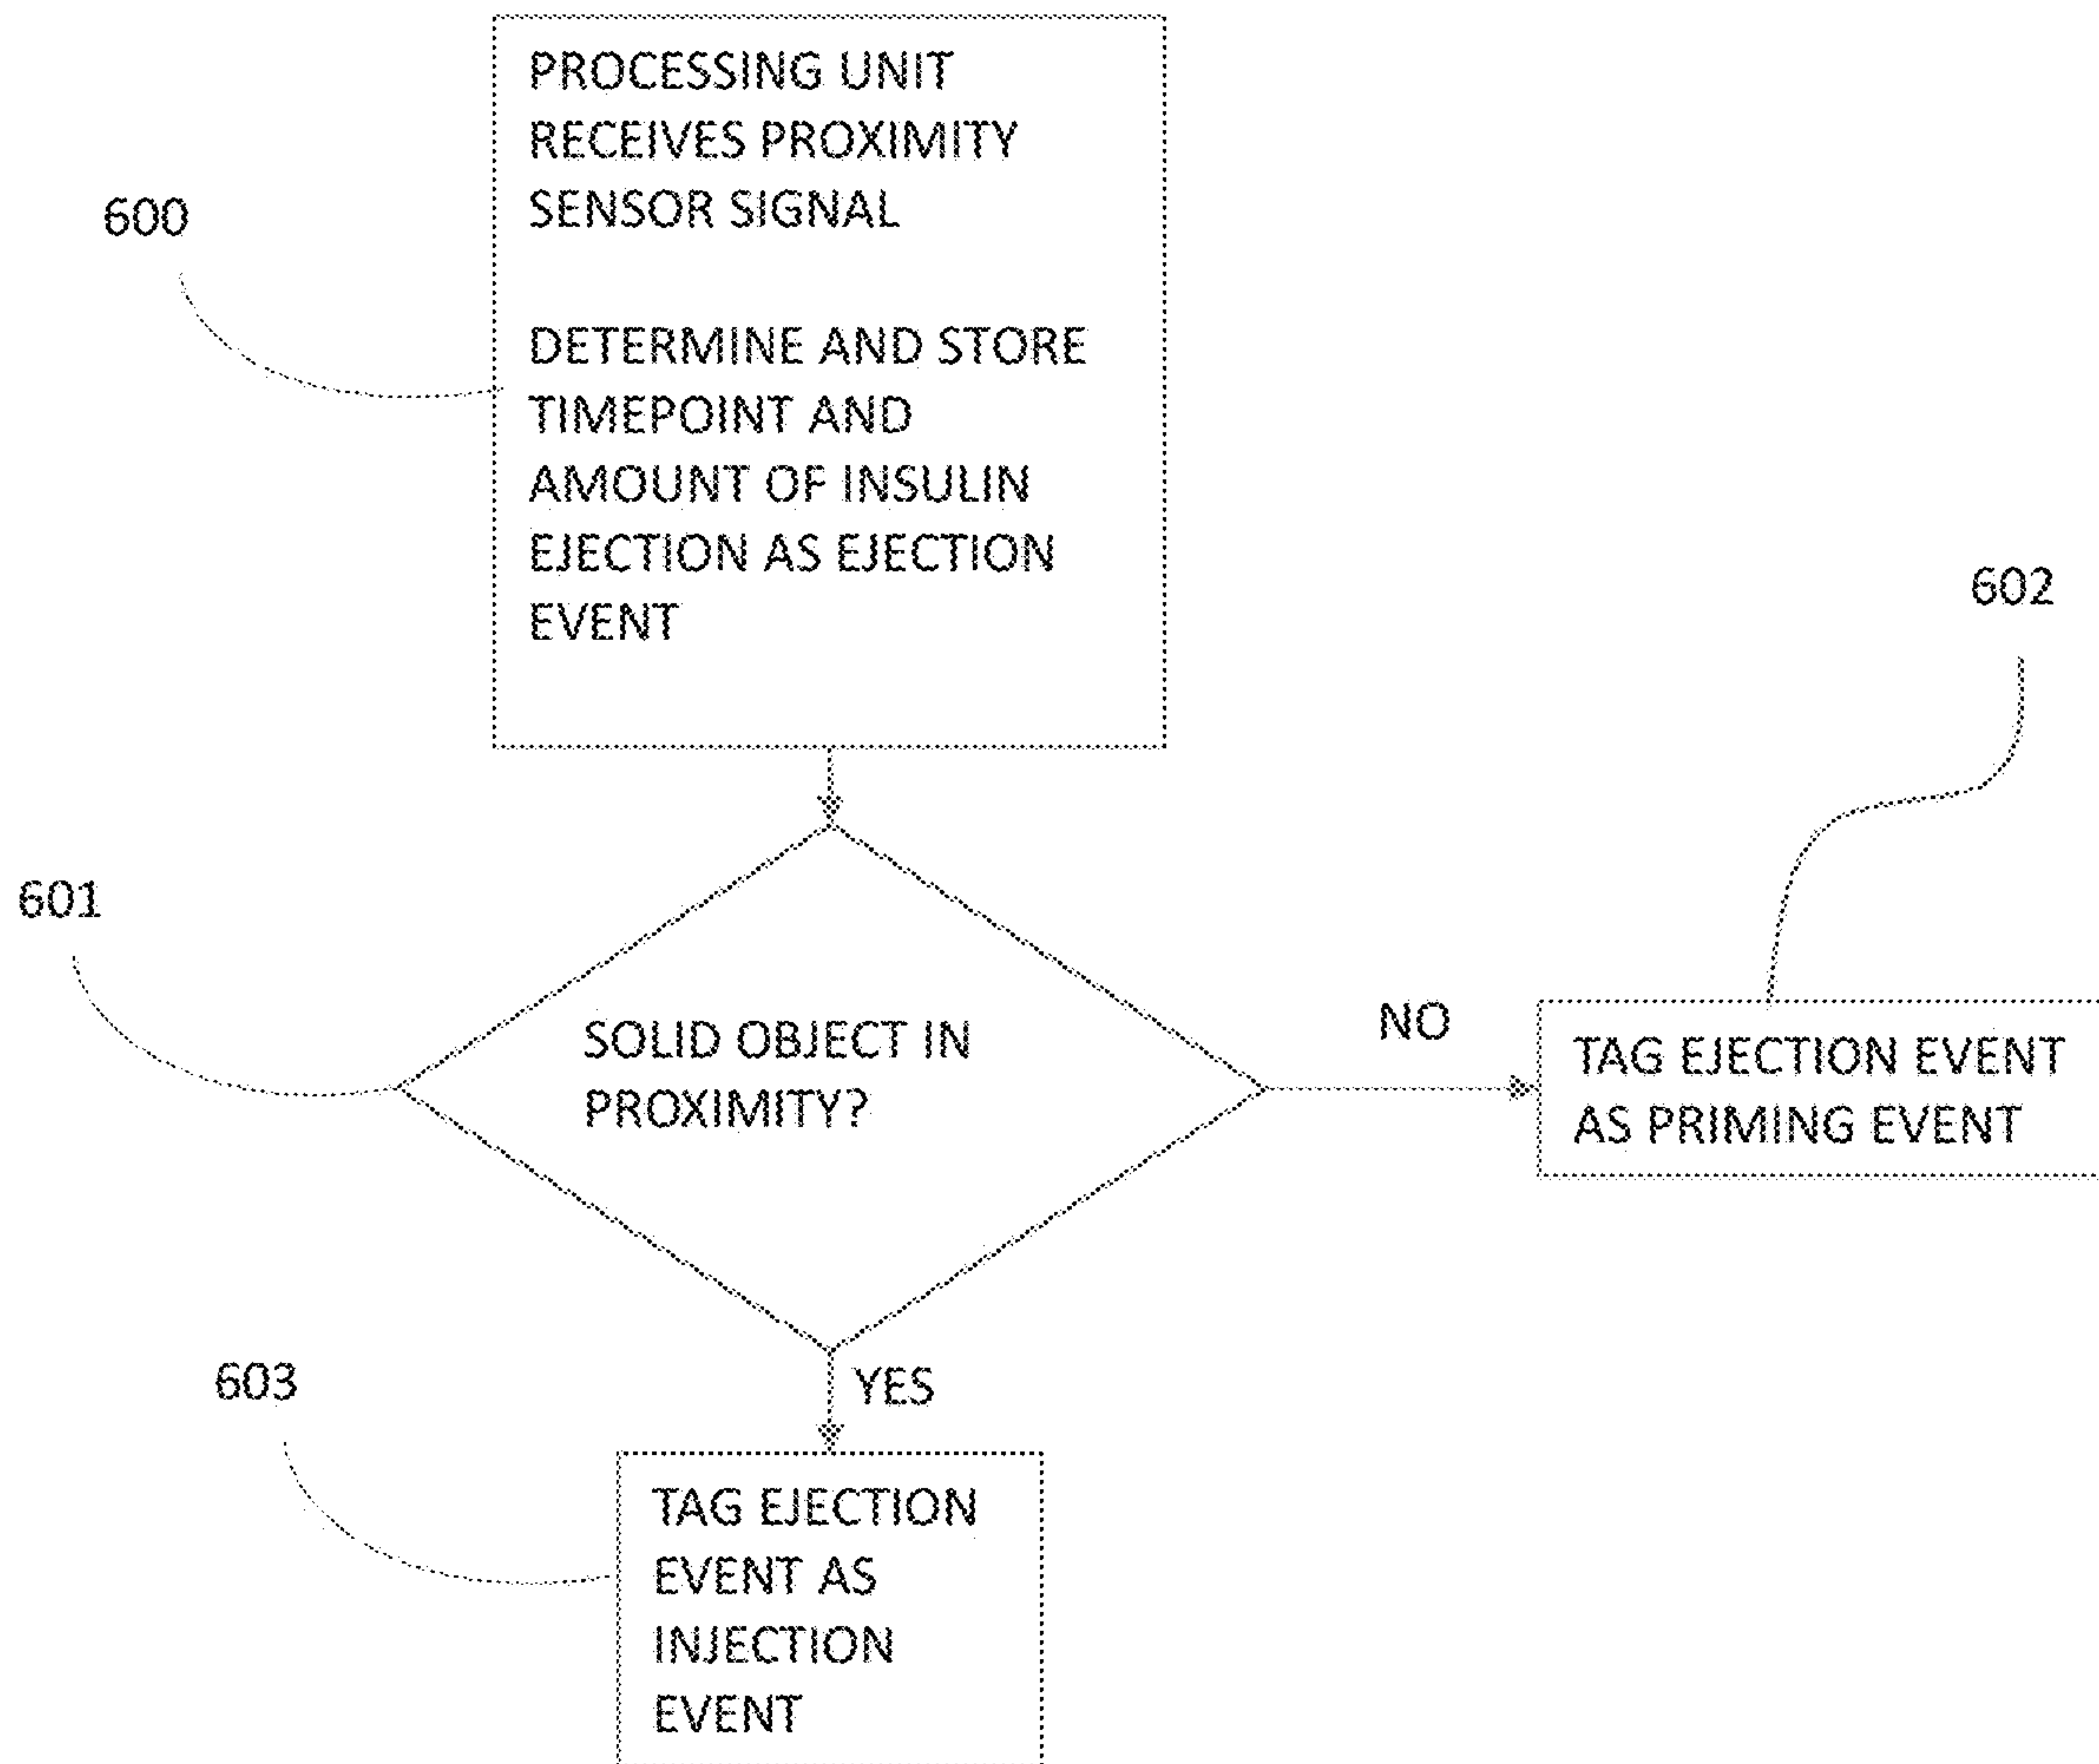 PROCESSING UNIT
RECEIVES PROXIMITY
SENSOR SIGNAL
600
DETERMINE AND STORE
TIMEPOINT AND
AMOUNT OF INSULIN
EJECTION AS EJECTION
EVENT
602
601
SOLID OBJECT IN
PROXIMITY?
NO
TAG EJECTION EVENT
AS PRIMING EVENT
603
YES
TAG EJECTION
EVENT AS
INJECTION
EVENT